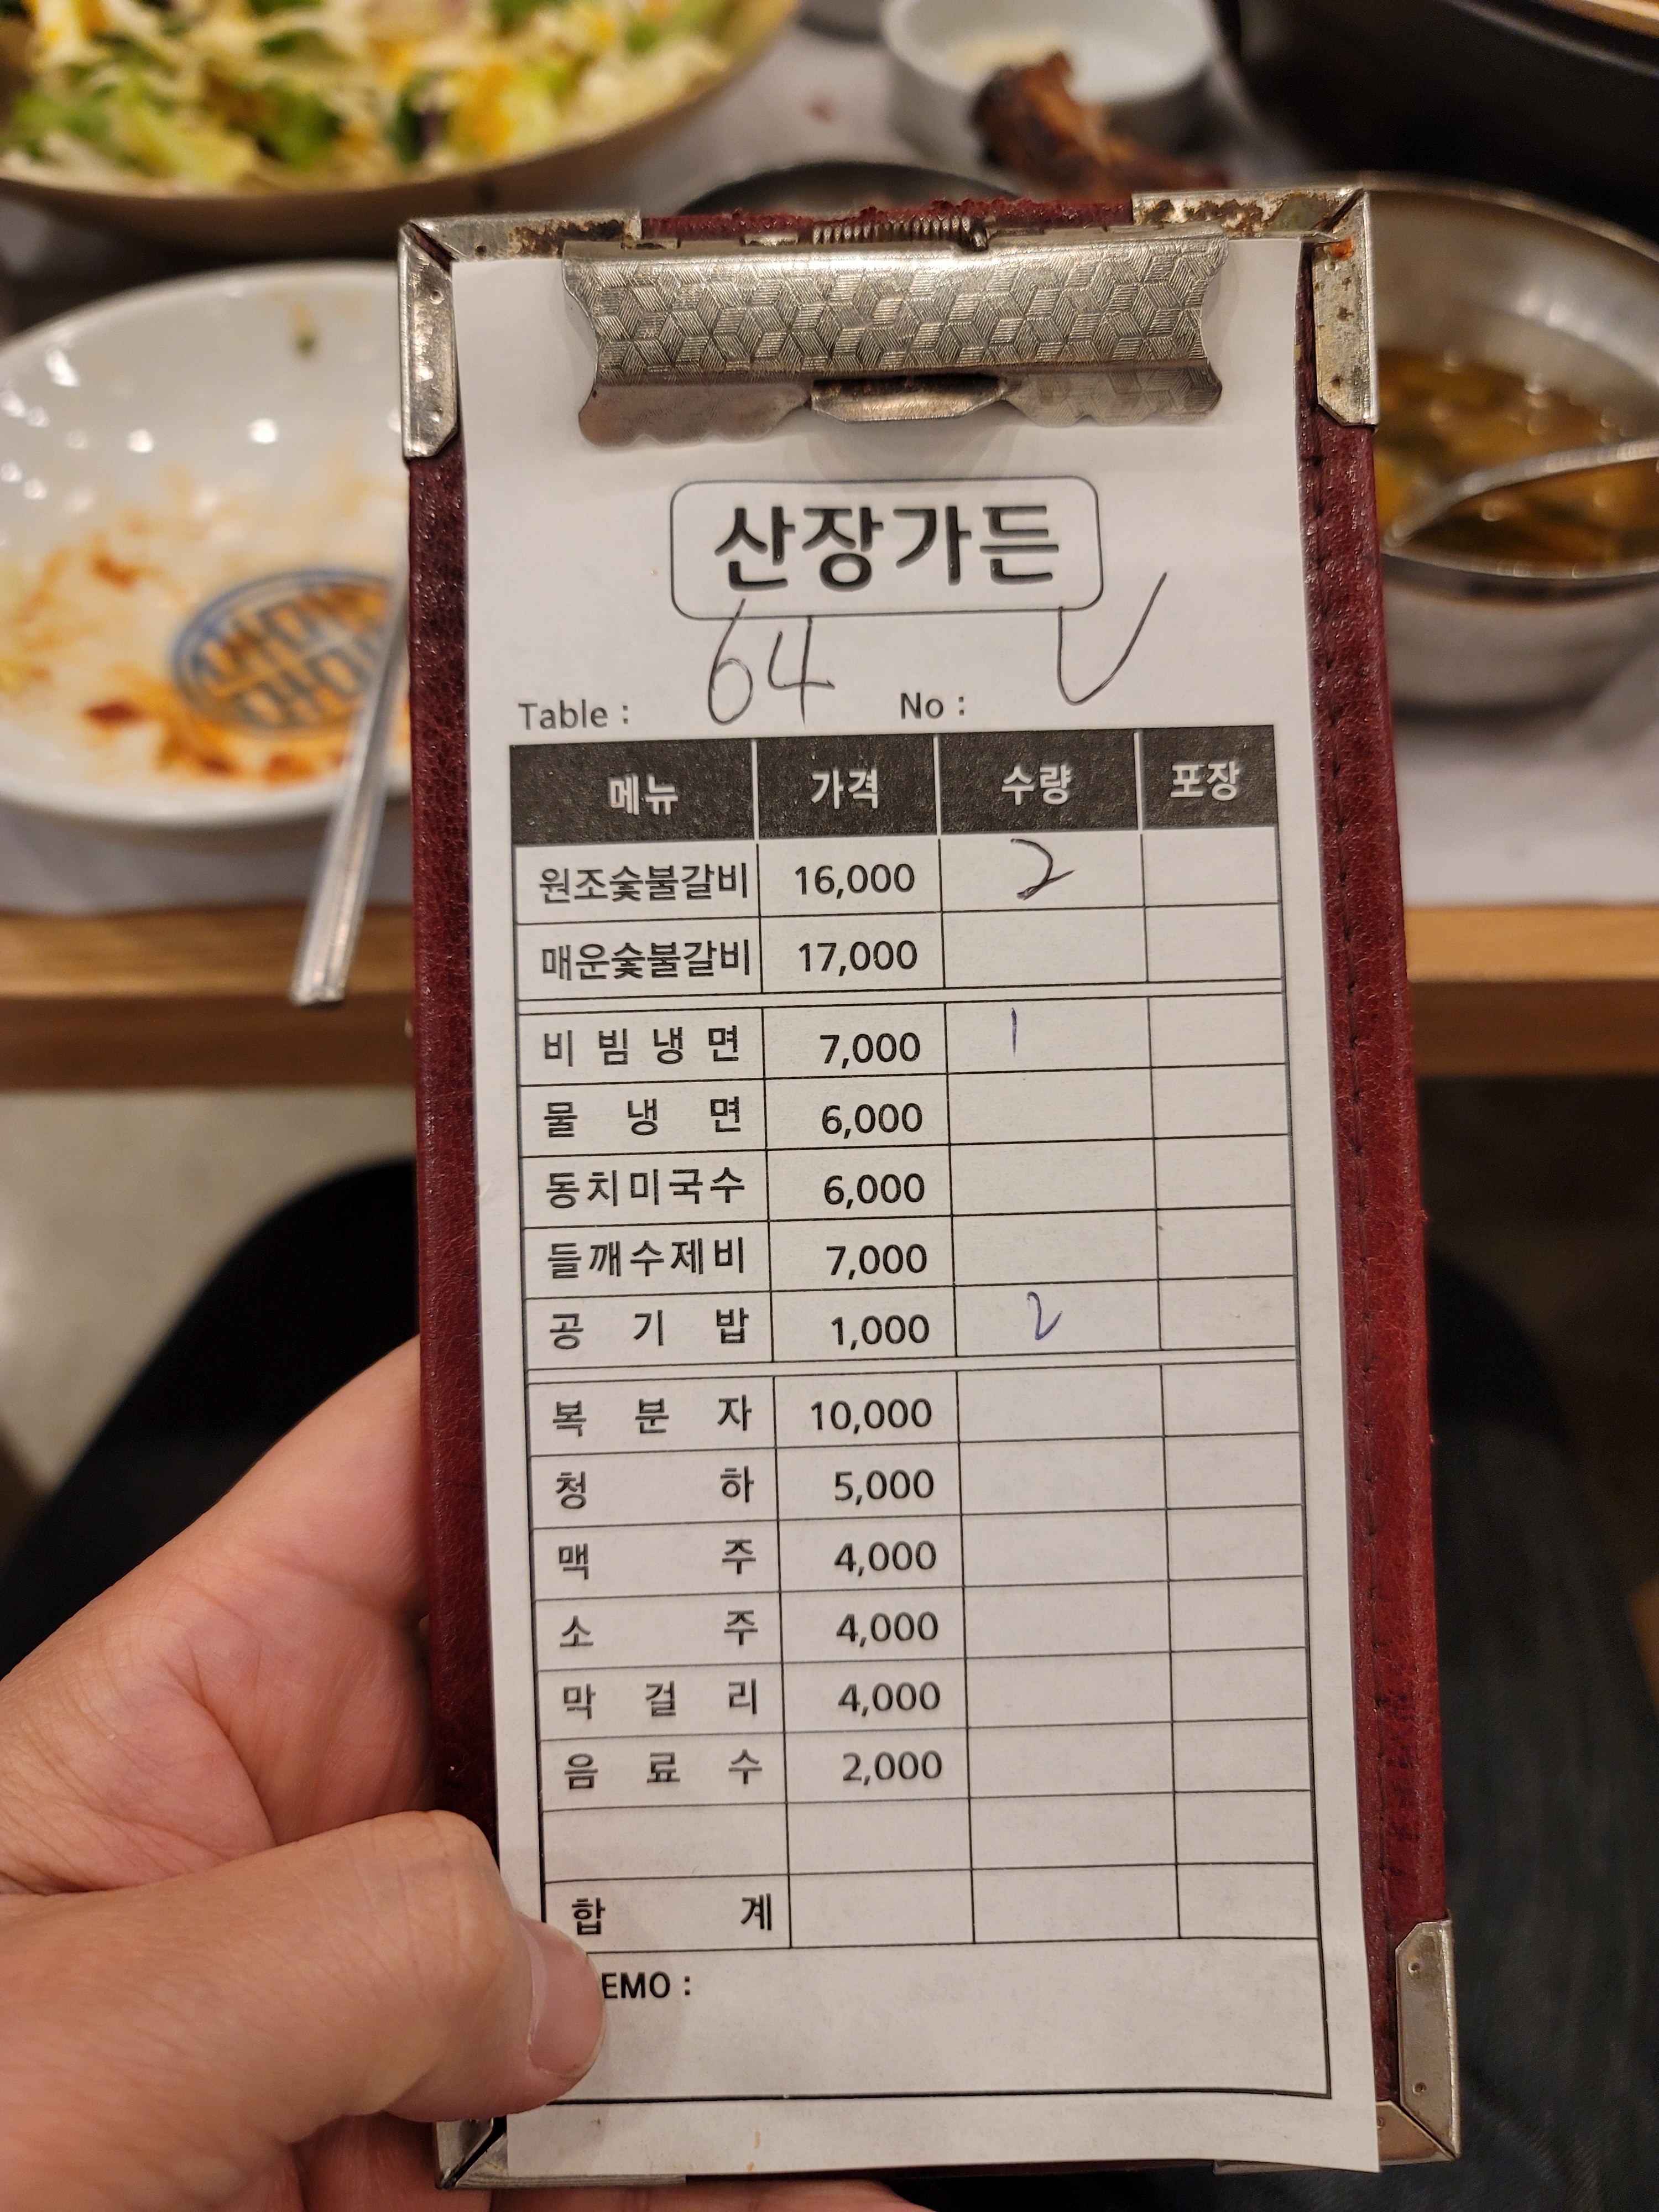 산장가든
Table : 64 No : ✓
메뉴 가격 수량 포장
원조숯불갈비 16,000 2
매운숯불갈비 17,000
비빔냉면 7,000 1
물냉면 6,000
동치미국수 6,000
들깨수제비 7,000
공기밥 1,000 2
복분자 10,000
청하 5,000
맥주 4,000
소주 4,000
막걸리 4,000
음료수 2,000
합계
EMO :